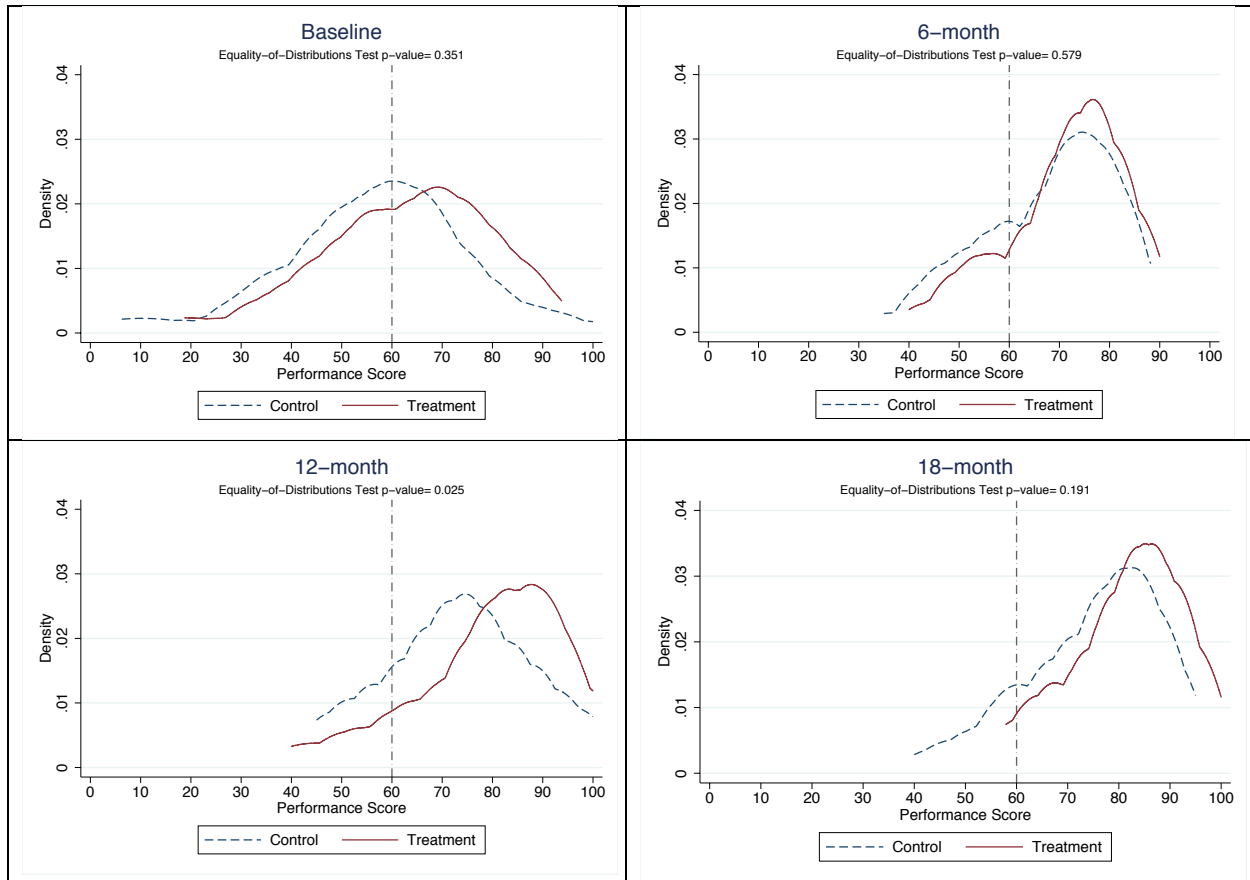 Baseline
Equality-of-Distributions Test p-value= 0.351
.04
.03
.02
.01
0
Density
0 10 20 30 40 50 60 70 80 90 100
Performance Score
Control Treatment
6-month
Equality-of-Distributions Test p-value= 0.579
.04
.03
.02
.01
0
Density
0 10 20 30 40 50 60 70 80 90 100
Performance Score
Control Treatment
12-month
Equality-of-Distributions Test p-value= 0.025
.04
.03
.02
.01
0
Density
0 10 20 30 40 50 60 70 80 90 100
Performance Score
Control Treatment
18-month
Equality-of-Distributions Test p-value= 0.191
.04
.03
.02
.01
0
Density
0 10 20 30 40 50 60 70 80 90 100
Performance Score
Control Treatment